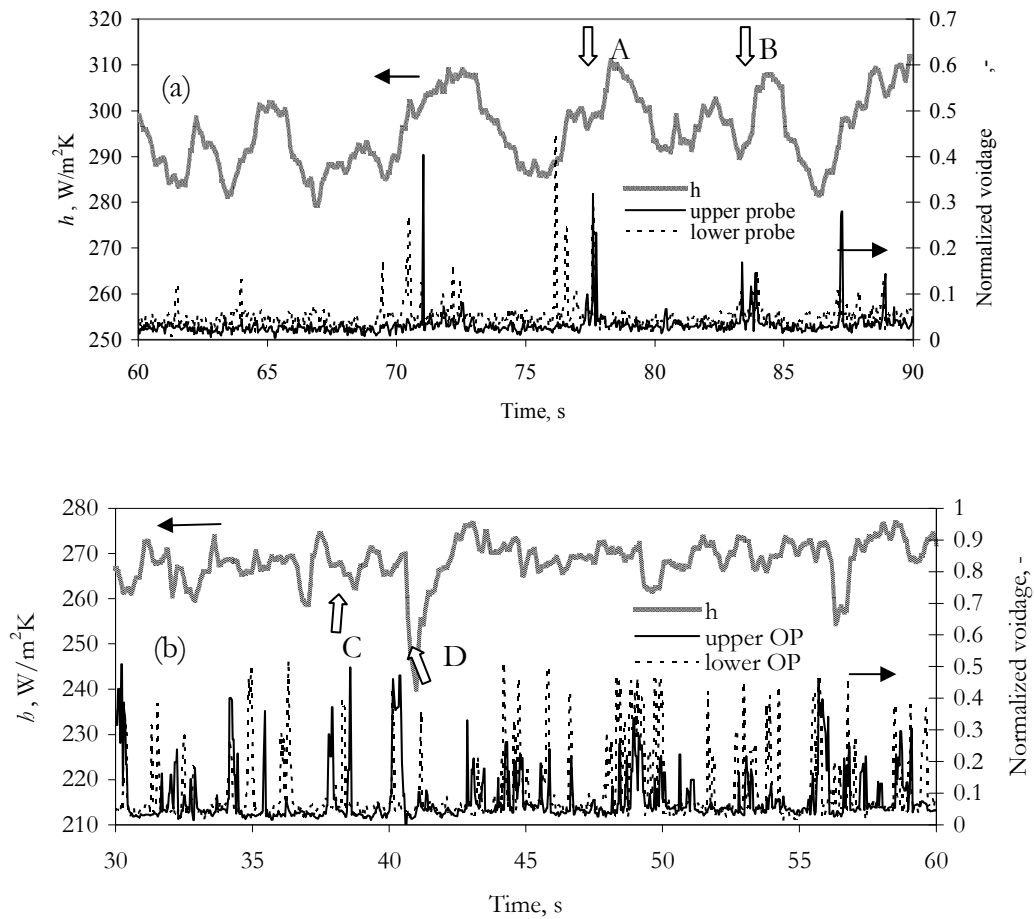 320
310
300
290
280
270
260
250
h, W/m²K
(a)
A
B
h
upper probe
lower probe
0.7
0.6
0.5
0.4
0.3
0.2
0.1
0
Normalized voidage ,-
60 65 70 75 80 85 90
Time, s
280
270
260
250
240
230
220
210
h, W/m²K
(b)
C
D
h
upper OP
lower OP
1
0.9
0.8
0.7
0.6
0.5
0.4
0.3
0.2
0.1
0
Normalized voidage, -
30 35 40 45 50 55 60
Time, s